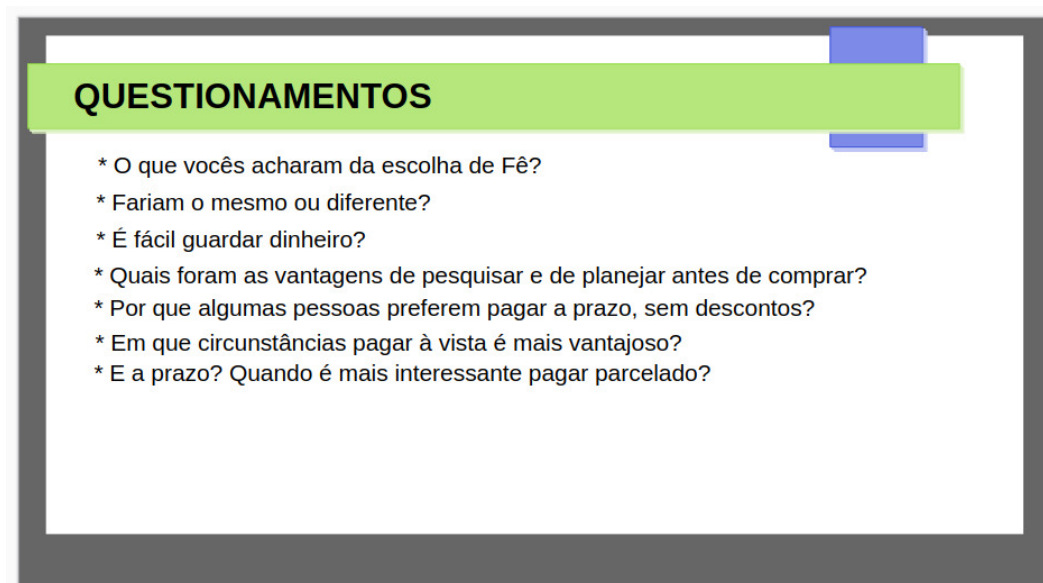 QUESTIONAMENTOS
* O que vocês acharam da escolha de Fê?
* Fariam o mesmo ou diferente?
* É fácil guardar dinheiro?
* Quais foram as vantagens de pesquisar e de planejar antes de comprar?
* Por que algumas pessoas preferem pagar a prazo, sem descontos?
* Em que circunstâncias pagar à vista é mais vantajoso?
* E a prazo? Quando é mais interessante pagar parcelado?